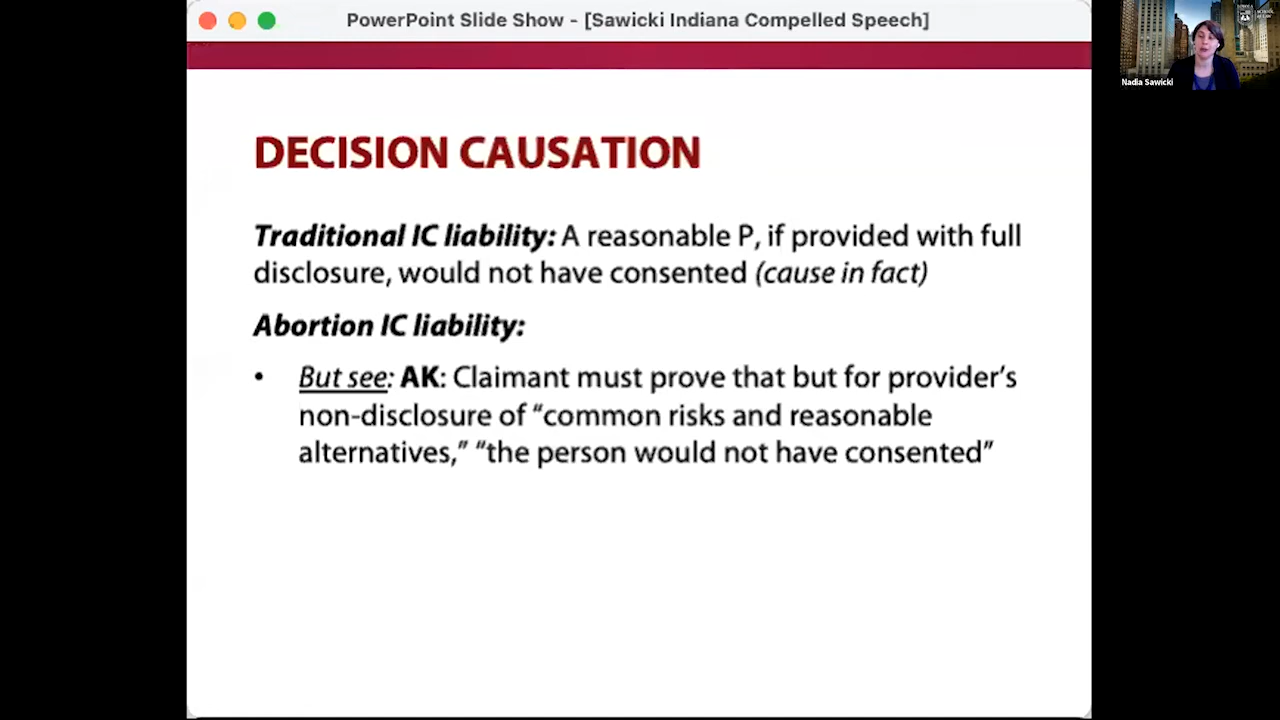 PowerPoint Slide Show - [Sawicki Indiana Compelled Speech]
Nadia Sawicki
DECISION CAUSATION
Traditional IC liability: A reasonable P, if provided with full
disclosure, would not have consented (cause in fact)
Abortion IC liability:
• But see: AK: Claimant must prove that but for provider’s
non-disclosure of “common risks and reasonable
alternatives,” “the person would not have consented”